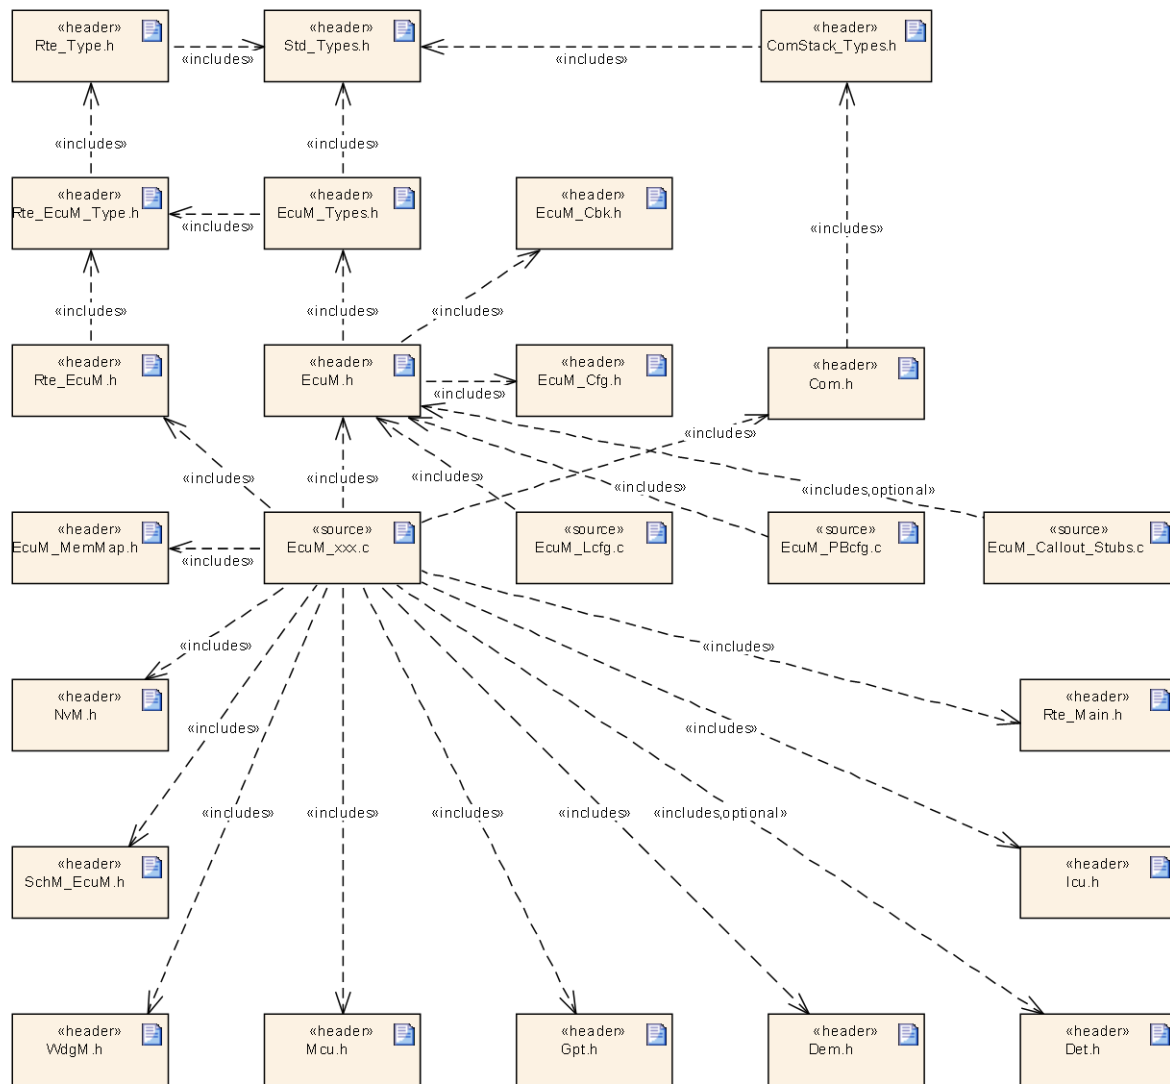 «header»
Rte_Type.h
«header»
Std_Types.h
«header»
ComStack_Types.h
«includes»
«includes»
«includes»
«includes»
«header»
Rte_EcuM_Type.h
«header»
EcuM_Types.h
«header»
EcuM_Cbk.h
«includes»
«includes»
«includes»
«includes»
«includes»
«header»
Rte_EcuM.h
«header»
EcuM.h
«header»
EcuM_Cfg.h
«header»
Com.h
«includes»
«includes»
«includes»
«includes»
«includes»
«includes»
«includes,optional»
«header»
EcuM_MemMap.h
«source»
EcuM_xxx.c
«source»
EcuM_Lcfg.c
«source»
EcuM_PBcfg.c
«source»
EcuM_Callout_Stubs.c
«includes»
«includes»
«includes»
«header»
NvM.h
«header»
Rte_Main.h
«includes»
«includes»
«includes»
«includes»
«includes»
«includes»
«includes,optional»
«header»
SchM_EcuM.h
«header»
Icu.h
«header»
WdgM.h
«header»
Mcu.h
«header»
Gpt.h
«header»
Dem.h
«header»
Det.h